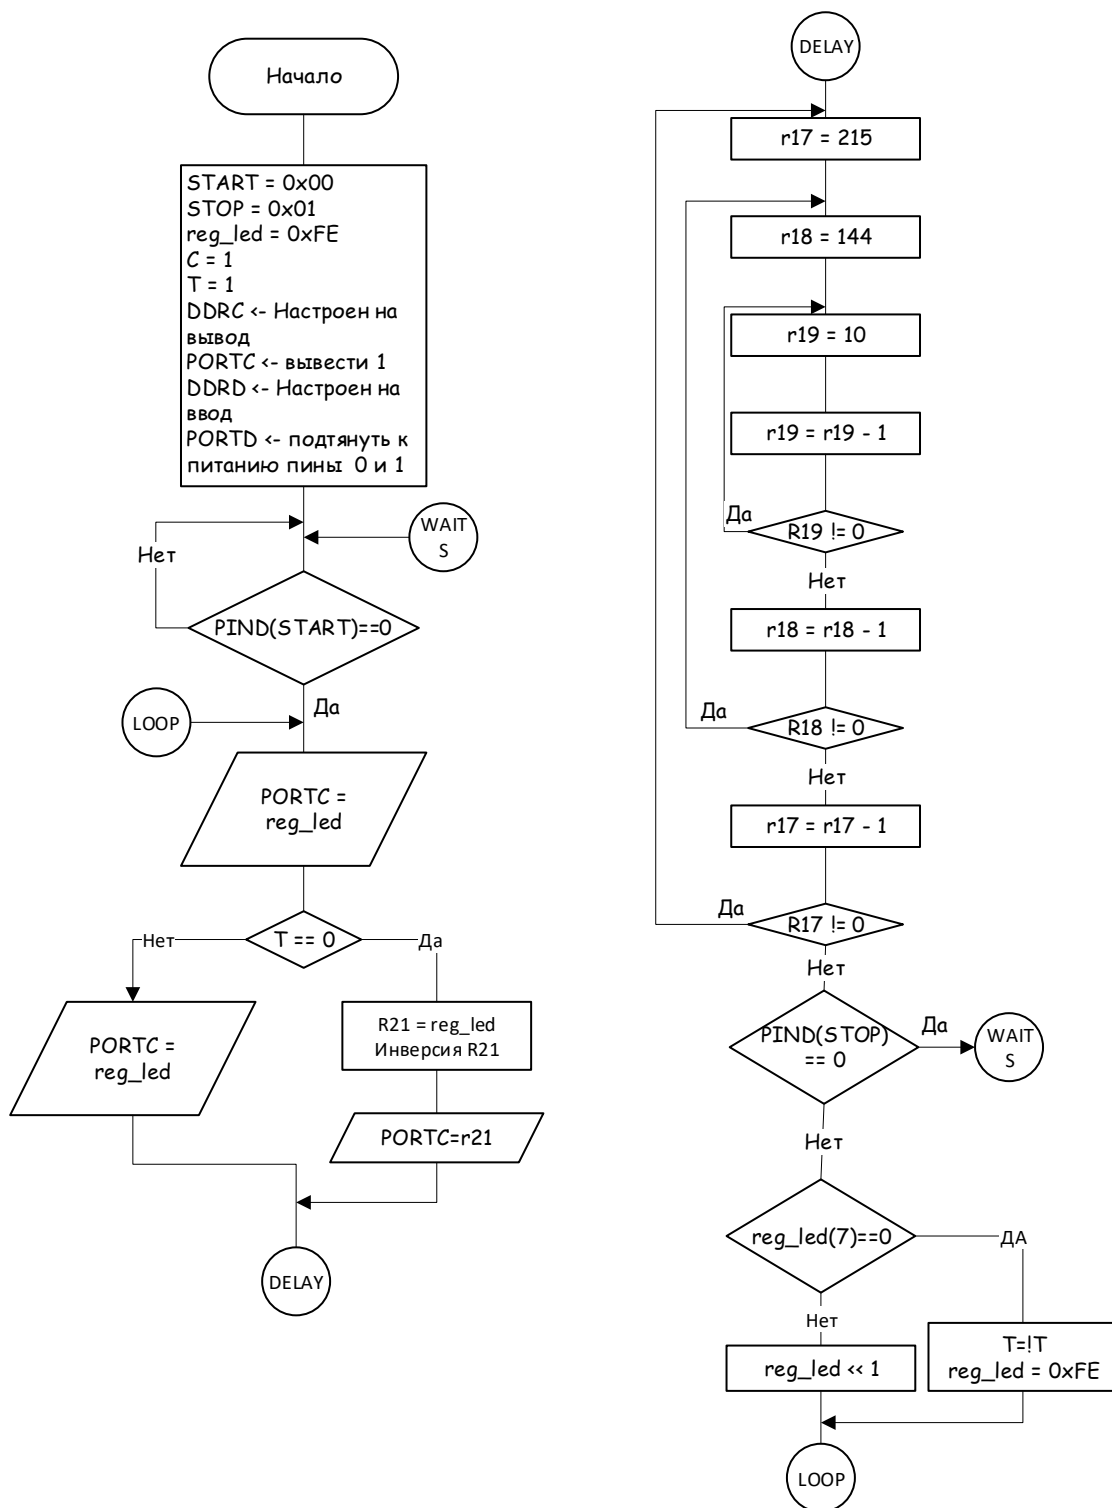 Начало
START = 0x00
STOP = 0x01
reg_led = 0xFE
C = 1
T = 1
DDRC <- Настроен на
вывод
PORTC <- вывести 1
DDRD <- Настроен на
ввод
PORTD <- подтянуть к
питанию пины 0 и 1
WAIT
S
Нет
PIND(START)==0
Да
LOOP
PORTC =
reg_led
Нет
T == 0
Да
PORTC =
reg_led
R21 = reg_led
Инверсия R21
PORTC=r21
DELAY
DELAY
r17 = 215
r18 = 144
r19 = 10
r19 = r19 - 1
Да
R19 != 0
Нет
r18 = r18 - 1
Да
R18 != 0
Нет
r17 = r17 - 1
Да
R17 != 0
Нет
PIND(STOP)
== 0
Да
WAIT
S
Нет
reg_led(7)==0
ДА
Нет
reg_led << 1
T=!T
reg_led = 0xFE
LOOP